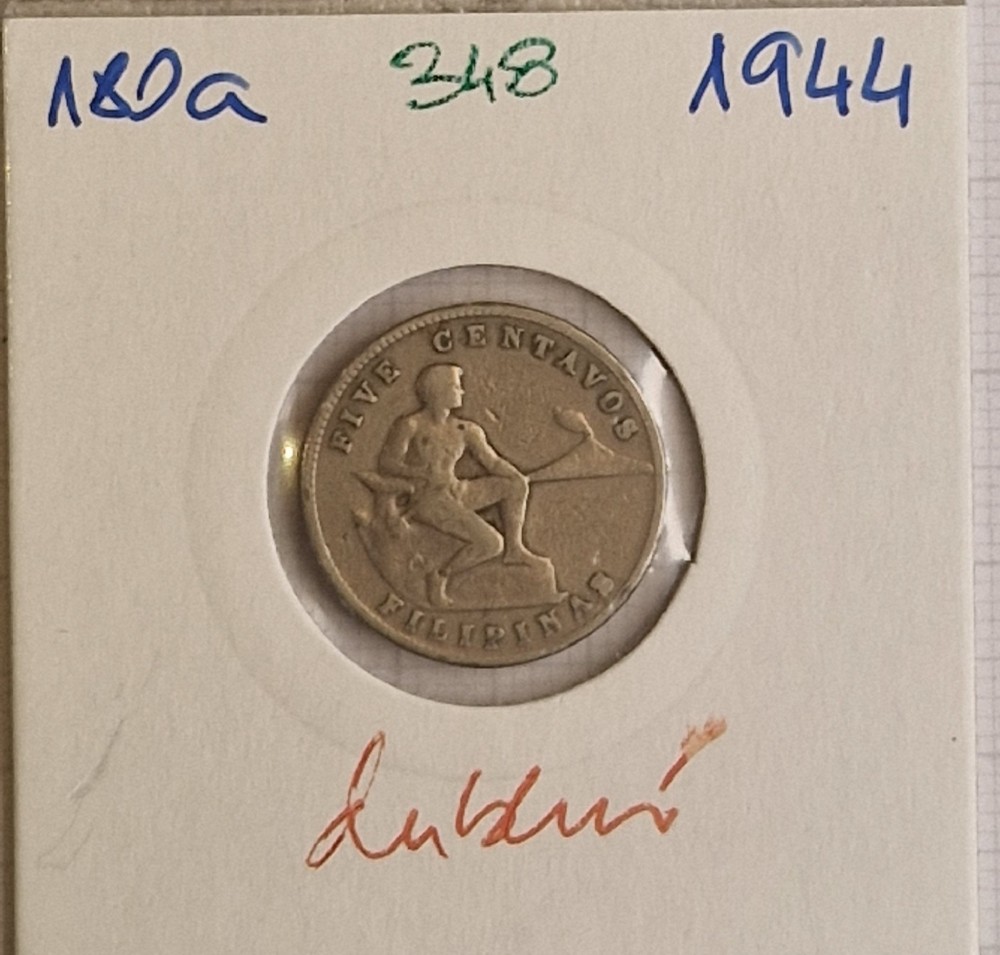 180a 348 1944
FIVE CENTAVOS
FILIPINAS